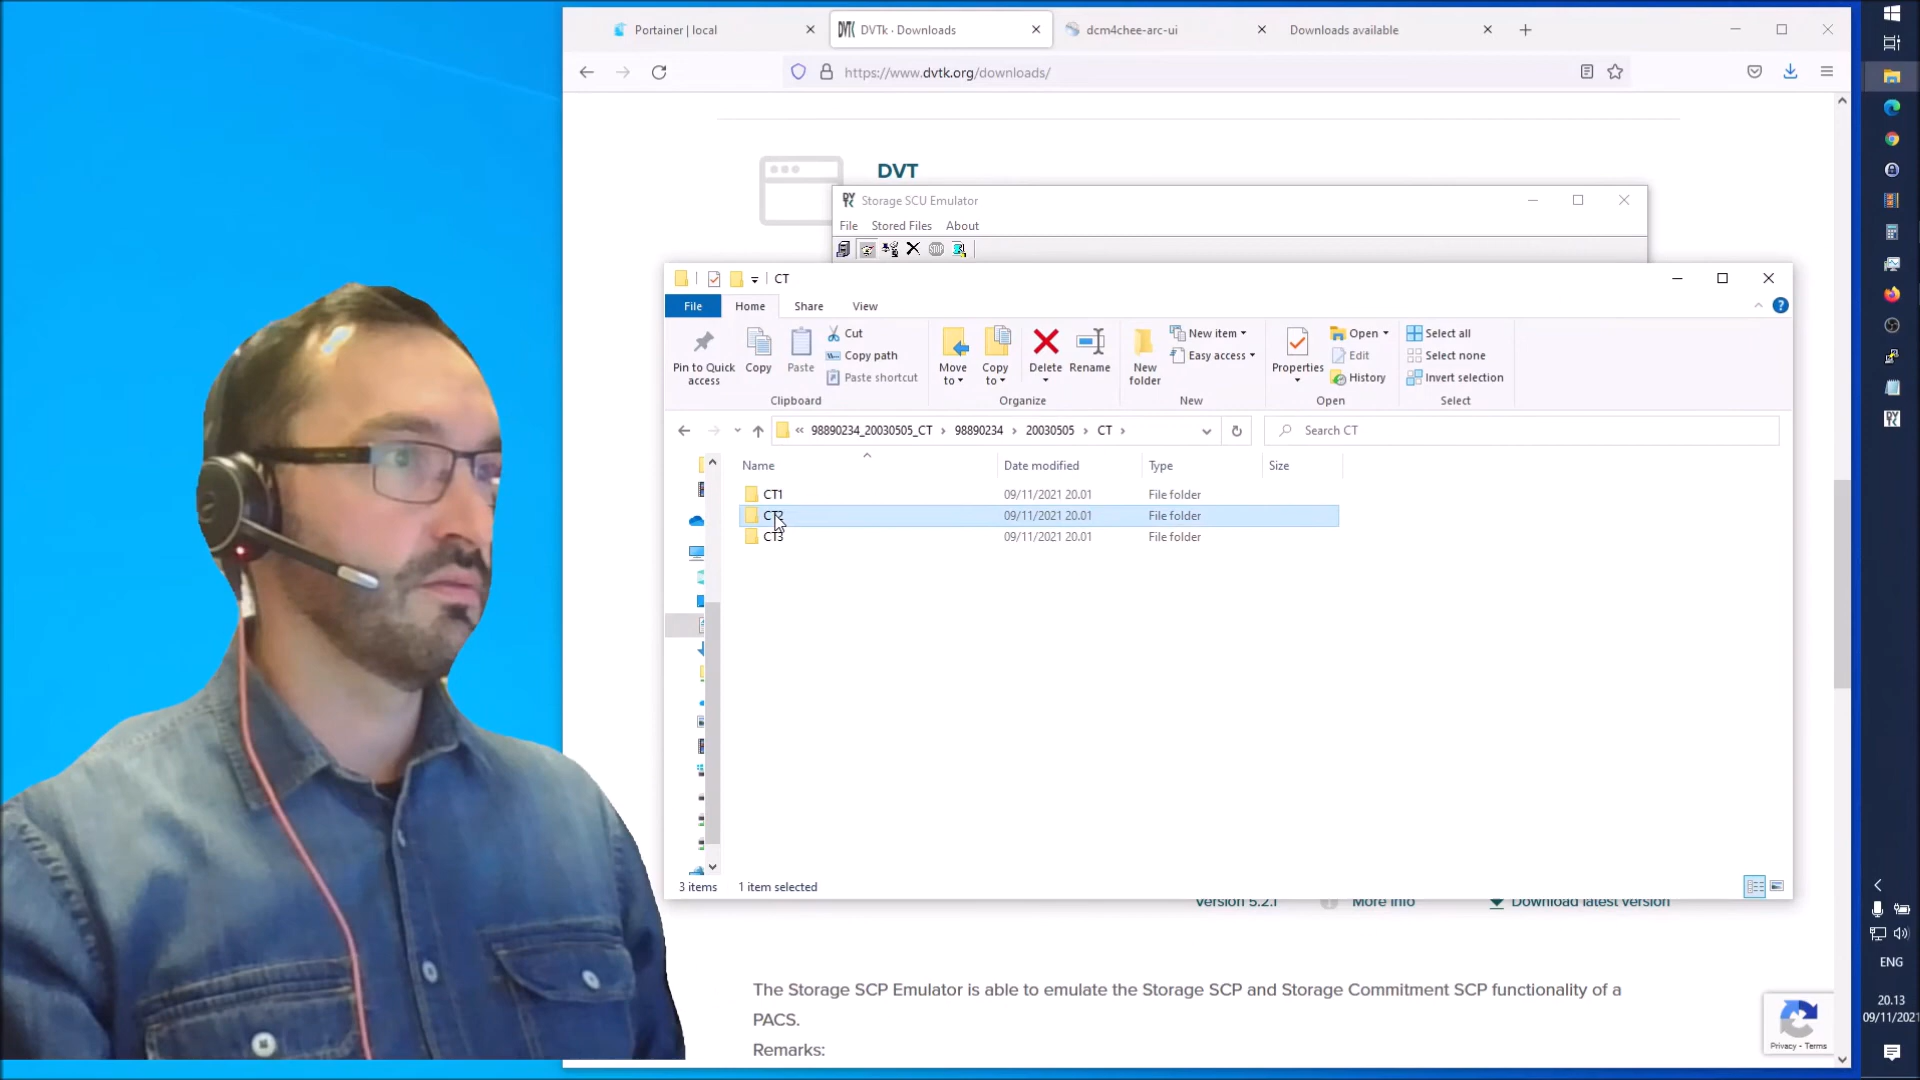 Portainer | local
DVTk · Downloads
dcm4chee-arc-ui
Downloads available
https://www.dvtk.org/downloads/
DVT
Storage SCU Emulator
File Stored Files About
CT
File Home Share View
Pin to Quick access
Copy
Paste
Cut
Copy path
Paste shortcut
Clipboard
Move to
Copy to
Delete
Rename
Organize
New folder
New item
Easy access
New
Properties
Open
Edit
History
Open
Select all
Select none
Invert selection
Select
« 98890234_20030505_CT › 98890234 › 20030505 › CT ›
Search CT
Name Date modified Type Size
CT1 09/11/2021 20.01 File folder
CT2 09/11/2021 20.01 File folder
CT3 09/11/2021 20.01 File folder
3 items 1 item selected
Version 5.2.1 More info Download latest version
The Storage SCP Emulator is able to emulate the Storage SCP and Storage Commitment SCP functionality of a
PACS.
Remarks:
Privacy - Terms
ENG
20.13
09/11/2021